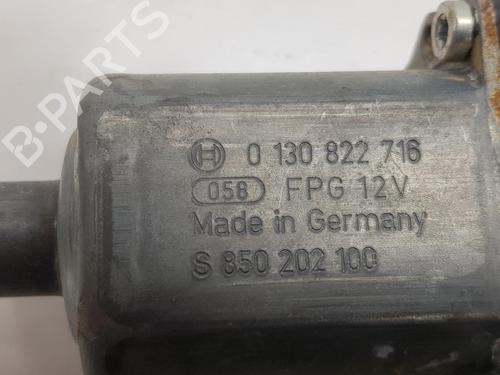 B-PARTS
0 130 822 716
058 FPG 12V
Made in Germany
S 850 202 100